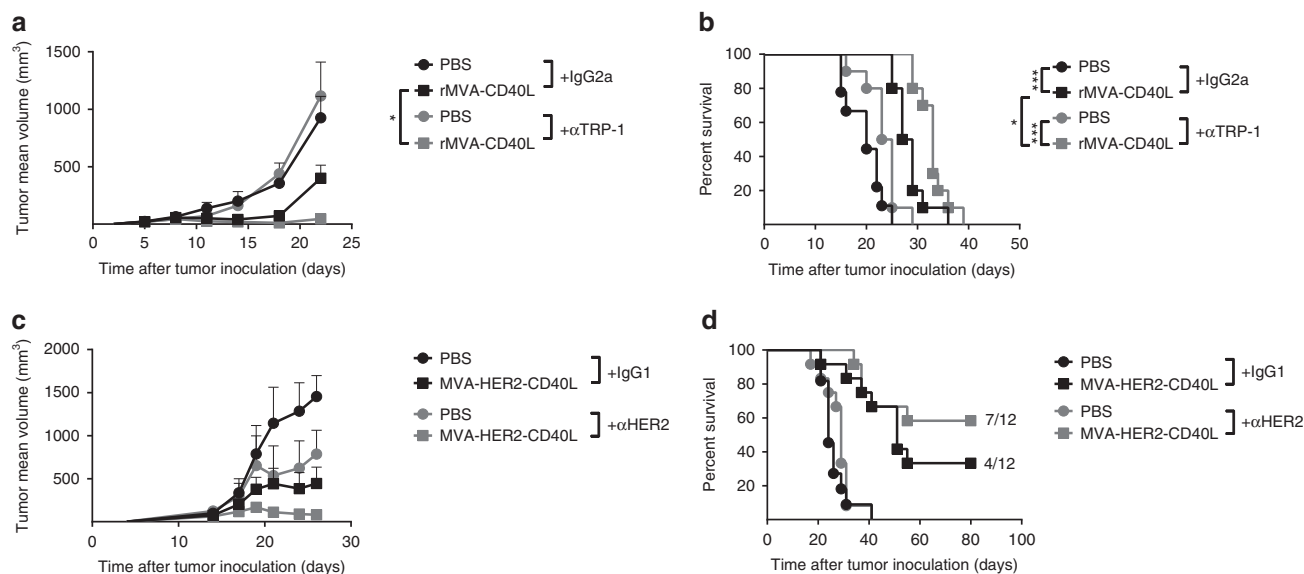 a
Tumor mean volume (mm³)
1500
1000
500
0 5 10 15 20 25
Time after tumor inoculation (days)
PBS
rMVA-CD40L
+IgG2a
PBS
rMVA-CD40L
+αTRP-1
*
b
Percent survival
100
80
60
40
20
0 10 20 30 40 50
Time after tumor inoculation (days)
PBS
rMVA-CD40L
+IgG2a
PBS
rMVA-CD40L
+αTRP-1
***
*
***
c
Tumor mean volume (mm³)
2000
1500
1000
500
0 10 20 30
Time after tumor inoculation (days)
PBS
MVA-HER2-CD40L
+IgG1
PBS
MVA-HER2-CD40L
+αHER2
d
Percent survival
100
80
60
40
20
0 20 40 60 80 100
Time after tumor inoculation (days)
7/12
4/12
PBS
MVA-HER2-CD40L
+IgG1
PBS
MVA-HER2-CD40L
+αHER2